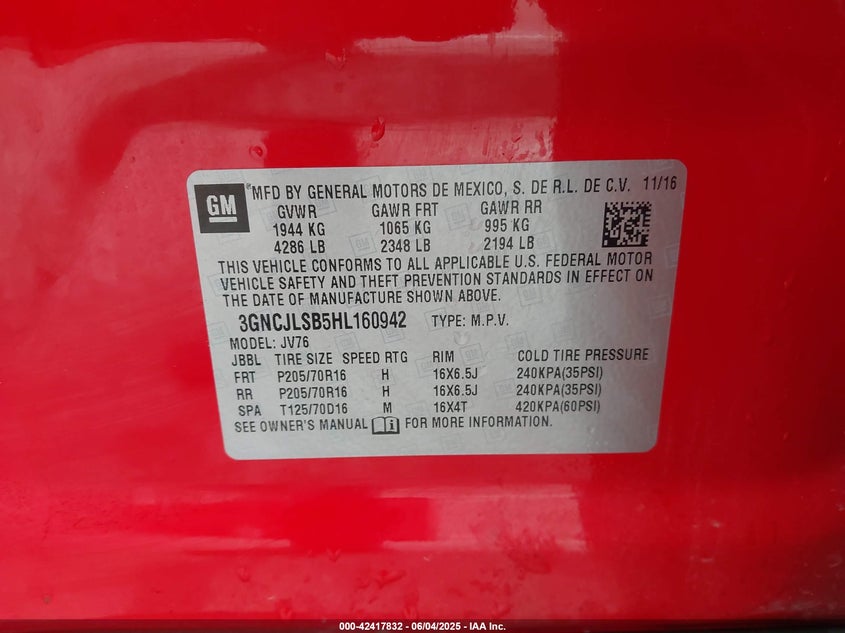 GM
MFD BY GENERAL MOTORS DE MEXICO, S. DE R.L. DE C.V. 11/16
GVWR GAWR FRT GAWR RR
1944 KG 1065 KG 995 KG
4286 LB 2348 LB 2194 LB
THIS VEHICLE CONFORMS TO ALL APPLICABLE U.S. FEDERAL MOTOR
VEHICLE SAFETY AND THEFT PREVENTION STANDARDS IN EFFECT ON
THE DATE OF MANUFACTURE SHOWN ABOVE.
3GNCJLSB5HL160942 TYPE: M.P.V.
MODEL: JV76
JBBL TIRE SIZE SPEED RTG RIM COLD TIRE PRESSURE
FRT P205/70R16 H 16X6.5J 240KPA(35PSI)
RR P205/70R16 H 16X6.5J 240KPA(35PSI)
SPA T125/70D16 M 16X4T 420KPA(60PSI)
SEE OWNER'S MANUAL FOR MORE INFORMATION.
000-42417832 - 06/04/2025 - IAA Inc.